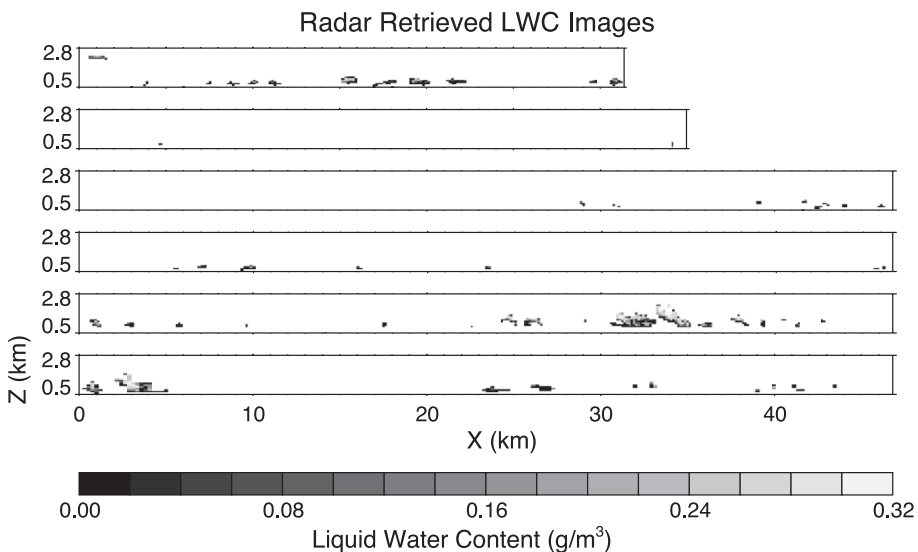 Radar Retrieved LWC Images
2.8
0.5
2.8
0.5
2.8
0.5
2.8
0.5
2.8
0.5
2.8
0.5
Z (km)
0 10 20 30 40
X (km)
0.00 0.08 0.16 0.24 0.32
Liquid Water Content (g/m³)